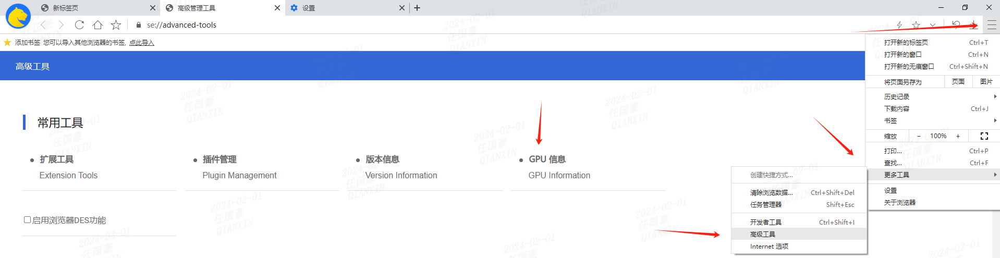 新标签页
高级管理工具
设置
se://advanced-tools
添加书签 您可以导入其他浏览器的书签, 点此导入
高级工具
常用工具
扩展工具
Extension Tools
插件管理
Plugin Management
版本信息
Version Information
GPU 信息
GPU Information
启用浏览器DES功能
打开新的标签页 Ctrl+T
打开新的窗口 Ctrl+N
打开新的无痕窗口 Ctrl+Shift+N
将页面另存为 页面 图片
历史记录
下载内容 Ctrl+J
书签
缩放 − 100% +
打印... Ctrl+P
查找... Ctrl+F
更多工具
设置
关于浏览器
创建快捷方式...
清除浏览数据... Ctrl+Shift+Del
任务管理器 Shift+Esc
开发者工具 Ctrl+Shift+I
高级工具
Internet 选项
2024-02-01
任国豪
QIANXIN